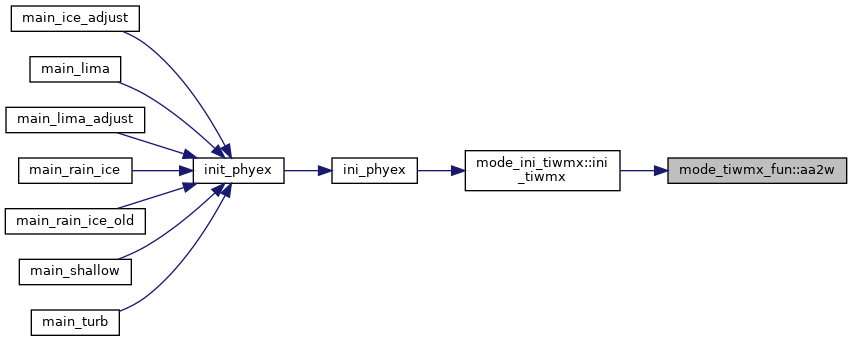 main_ice_adjust
main_lima
main_lima_adjust
main_rain_ice
main_rain_ice_old
main_shallow
main_turb
init_phyex
ini_phyex
mode_ini_tiwmx::ini
_tiwmx
mode_tiwmx_fun::aa2w